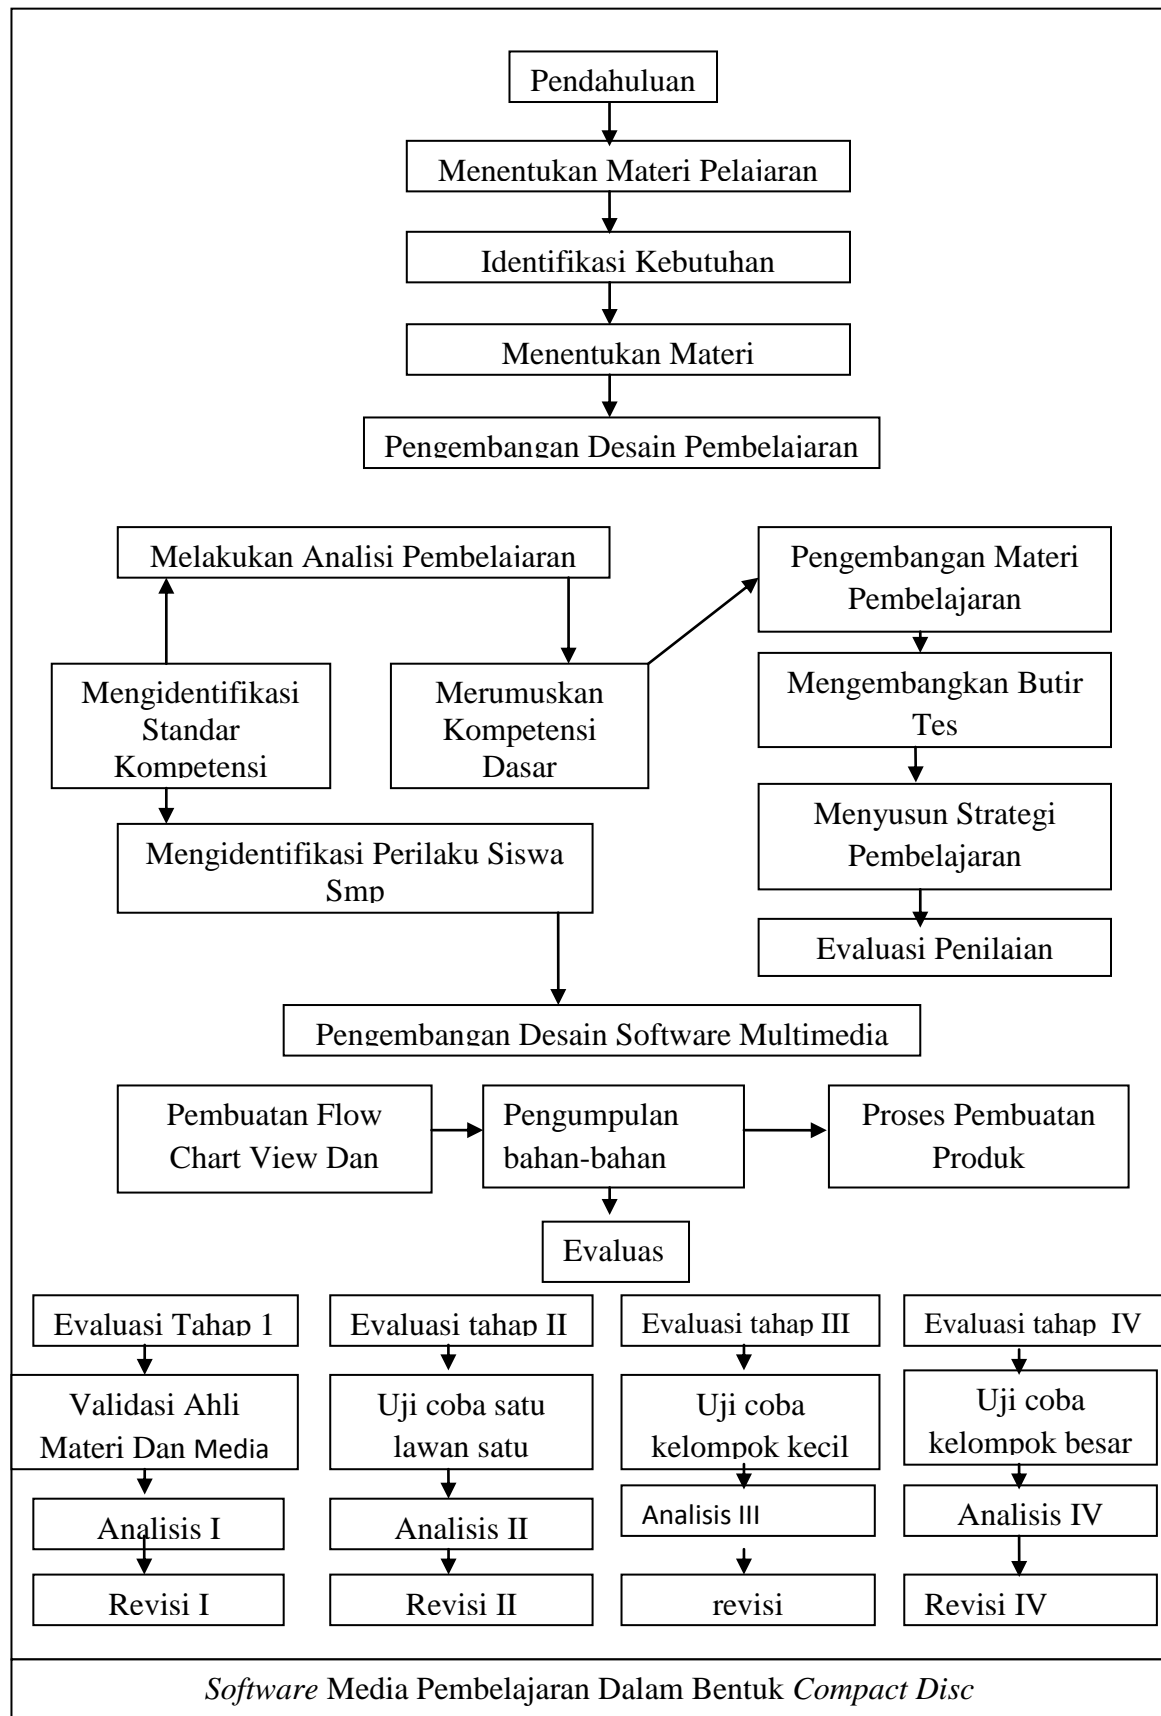 Pendahuluan
Menentukan Materi Pelajaran
Identifikasi Kebutuhan
Menentukan Materi
Pengembangan Desain Pembelajaran
Melakukan Analisi Pembelajaran
Pengembangan Materi
Pembelajaran
Mengidentifikasi
Standar
Kompetensi
Merumuskan
Kompetensi
Dasar
Mengembangkan Butir
Tes
Mengidentifikasi Perilaku Siswa
Smp
Menyusun Strategi
Pembelajaran
Evaluasi Penilaian
Pengembangan Desain Software Multimedia
Pembuatan Flow
Chart View Dan
Pengumpulan
bahan-bahan
Proses Pembuatan
Produk
Evaluas
Evaluasi Tahap 1
Evaluasi tahap II
Evaluasi tahap III
Evaluasi tahap IV
Validasi Ahli
Materi Dan Media
Uji coba satu
lawan satu
Uji coba
kelompok kecil
Uji coba
kelompok besar
Analisis I
Analisis II
Analisis III
Analisis IV
Revisi I
Revisi II
revisi
Revisi IV
Software Media Pembelajaran Dalam Bentuk Compact Disc